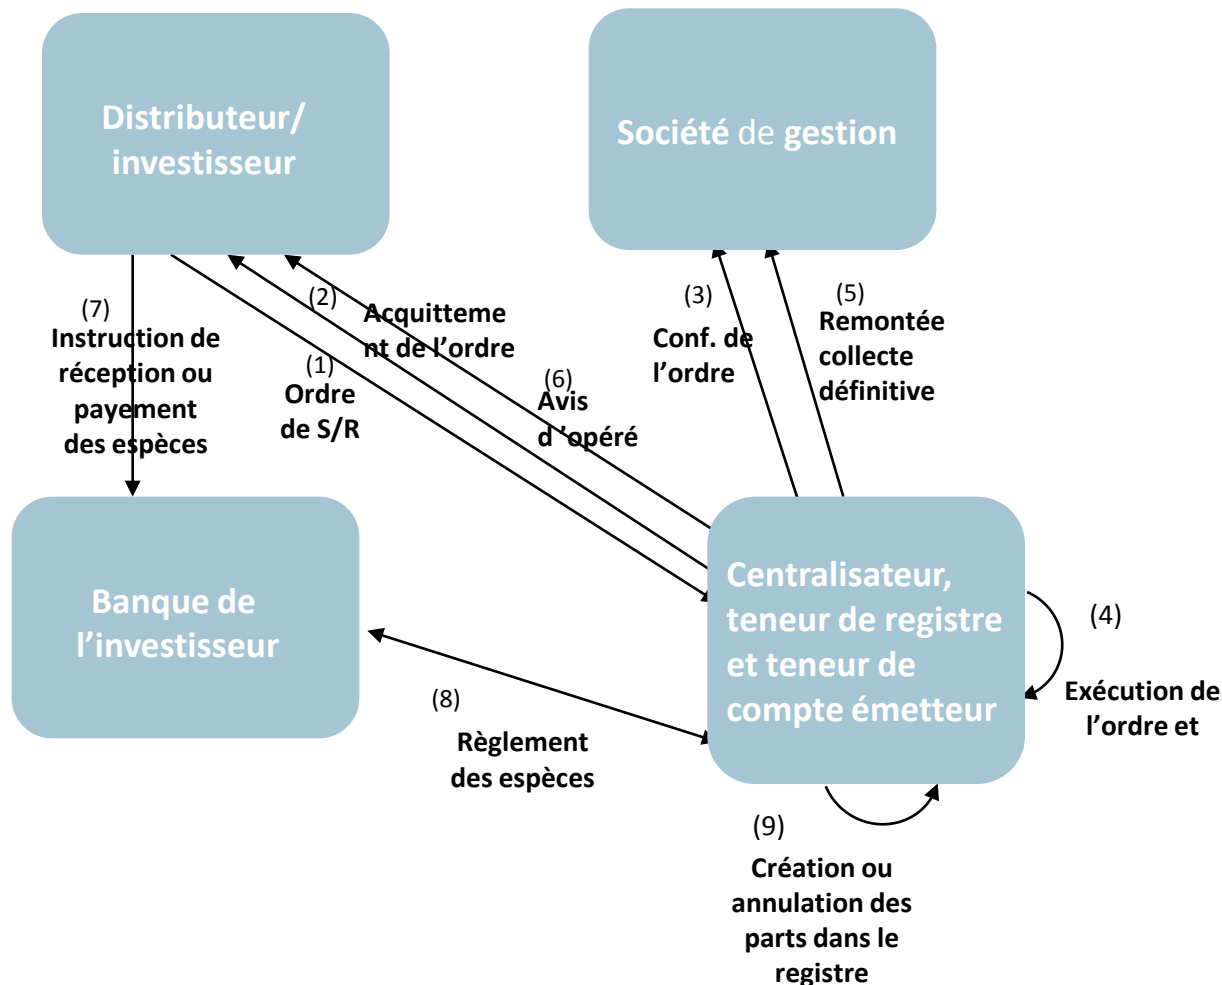 Distributeur/
investisseur
Société de gestion
(7)
Instruction de
réception ou
payement
des espèces
(2)
Acquitteme
nt de l’ordre
(1)
Ordre
de S/R
(6)
Avis
d ’opéré
(3)
Conf. de
l’ordre
(5)
Remontée
collecte
définitive
Banque de
l’investisseur
Centralisateur,
teneur de registre
et teneur de
compte émetteur
(4)
Exécution de
l’ordre et
(8)
Règlement
des espèces
(9)
Création ou
annulation des
parts dans le
registre